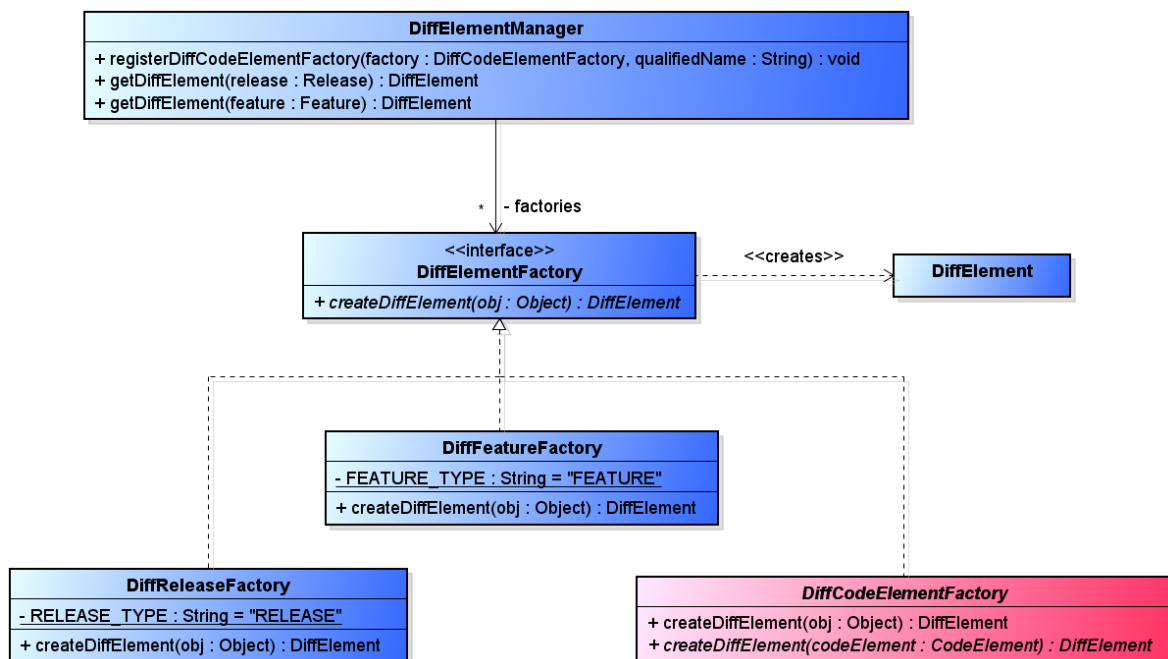 DiffElementManager
+ registerDiffCodeElementFactory(factory : DiffCodeElementFactory, qualifiedName : String) : void
+ getDiffElement(release : Release) : DiffElement
+ getDiffElement(feature : Feature) : DiffElement
* - factories
<<interface>>
DiffElementFactory
+ createDiffElement(obj : Object) : DiffElement
<<creates>>
DiffElement
DiffFeatureFactory
- FEATURE_TYPE : String = "FEATURE"
+ createDiffElement(obj : Object) : DiffElement
DiffReleaseFactory
- RELEASE_TYPE : String = "RELEASE"
+ createDiffElement(obj : Object) : DiffElement
DiffCodeElementFactory
+ createDiffElement(obj : Object) : DiffElement
+ createDiffElement(codeElement : CodeElement) : DiffElement